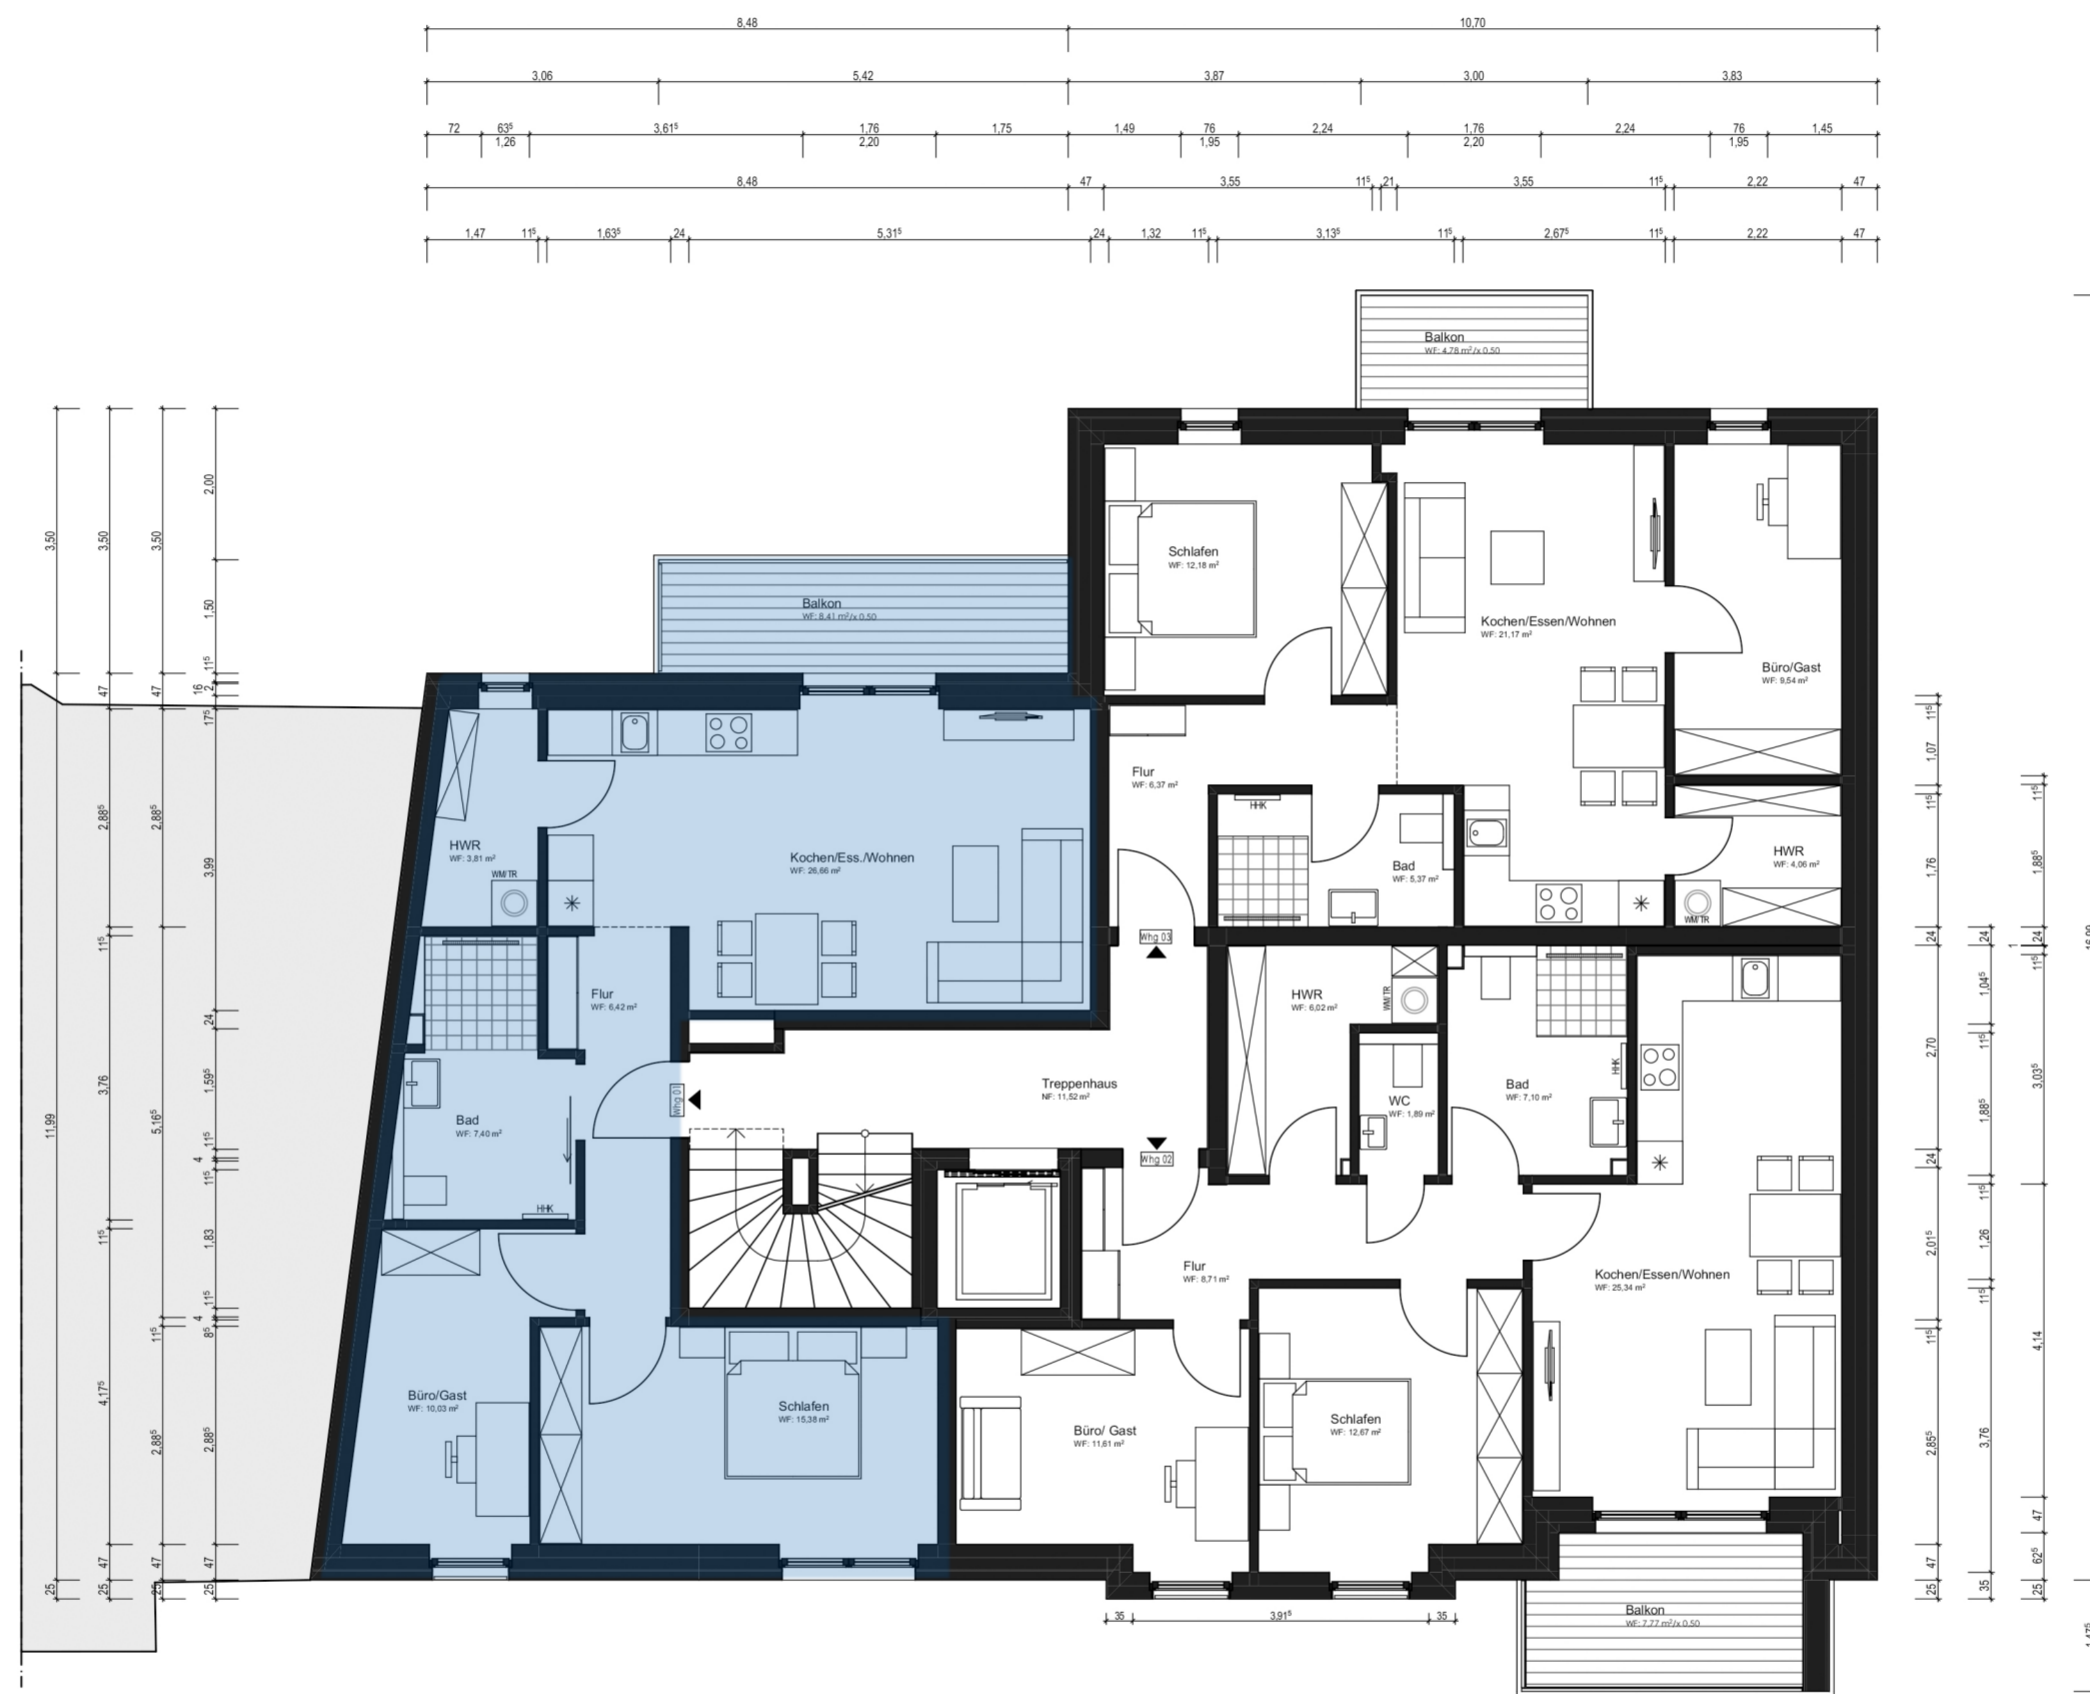 8,48
10,70
3,06
5,42
3,87
3,00
3,83
72
63⁵
3,61⁵
1,76
1,75
1,49
76
2,24
1,76
2,24
76
1,45
1,26
2,20
1,95
2,20
1,95
8,48
47
3,55
11⁵
21
3,55
11⁵
2,22
47
1,47
11⁵
1,63⁵
24
5,31⁵
24
1,32
11⁵
3,13⁵
11⁵
2,67⁵
11⁵
2,22
47
3,50
11,99
25
3,50
47
2,88⁵
11⁵
3,76
11⁵
4,17⁵
47
25
3,50
47
2,88⁵
5,16⁵
11⁵
2,88⁵
47
25
2,00
1,50
11⁵
16
2
17⁵
3,99
24
1,59⁵
11⁵
4
11⁵
1,83
11⁵
4
85
2,88⁵
47
25
Balkon
WF: 4,78 m²/x 0,50
Schlafen
WF: 12,18 m²
Kochen/Essen/Wohnen
WF: 21,17 m²
Büro/Gast
WF: 9,54 m²
Balkon
WF: 8,41 m²/x 0,50
Flur
WF: 6,37 m²
HHK
Bad
WF: 5,37 m²
HWR
WF: 4,06 m²
WM/TR
HWR
WF: 3,81 m²
WM/TR
Kochen/Ess./Wohnen
WF: 26,66 m²
Whg 03
Flur
WF: 6,42 m²
HWR
WF: 6,02 m²
WM/TR
Treppenhaus
NF: 11,52 m²
Whg 01
WC
WF: 1,89 m²
Bad
WF: 7,10 m²
HHK
Bad
WF: 7,40 m²
HHK
Whg 02
Flur
WF: 8,71 m²
Kochen/Essen/Wohnen
WF: 25,34 m²
Büro/Gast
WF: 10,03 m²
Schlafen
WF: 15,38 m²
Büro/ Gast
WF: 11,61 m²
Schlafen
WF: 12,67 m²
Balkon
WF: 7,77 m²/x 0,50
35
3,91⁵
35
11⁵
1,07
11⁵
1,76
24
2,70
24
2,01⁵
11⁵
2,85⁵
47
25
24
1,04⁵
11⁵
1,88⁵
11⁵
1,26
11⁵
3,76
35
1
11⁵
1,88⁵
24
11⁵
3,03⁵
4,14
47
62⁵
25